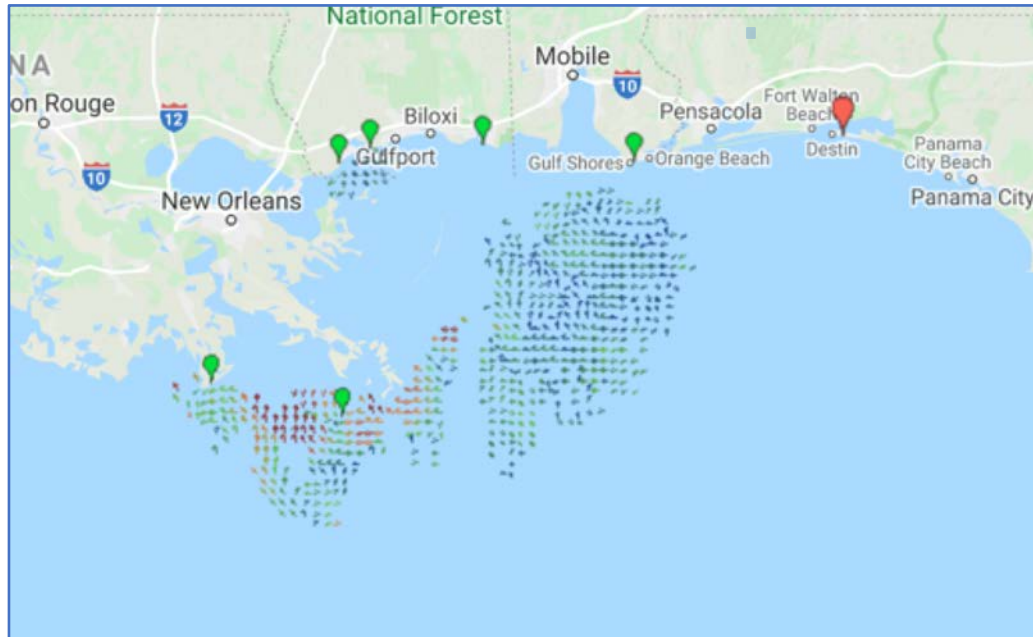 National Forest
NA
on Rouge
12
10
New Orleans
Biloxi
Gulfport
Mobile
10
Gulf Shores
Orange Beach
Pensacola
Fort Walton
Beach
Destin
Panama
City Beach
Panama City